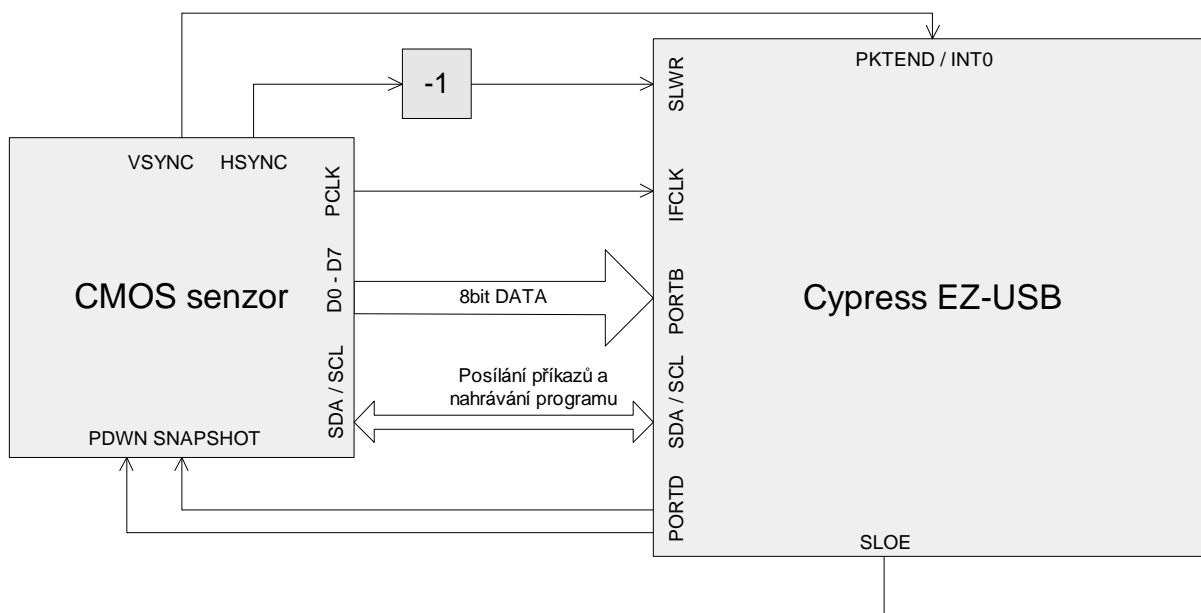 PKTEND / INT0
-1
SLWR
VSYNC HSYNC
PCLK
IFCLK
D0 - D7
CMOS senzor
8bit DATA
PORTB
Cypress EZ-USB
Posílání příkazů a
nahrávání programu
SDA / SCL
SDA / SCL
PDWN SNAPSHOT
PORTD
SLOE